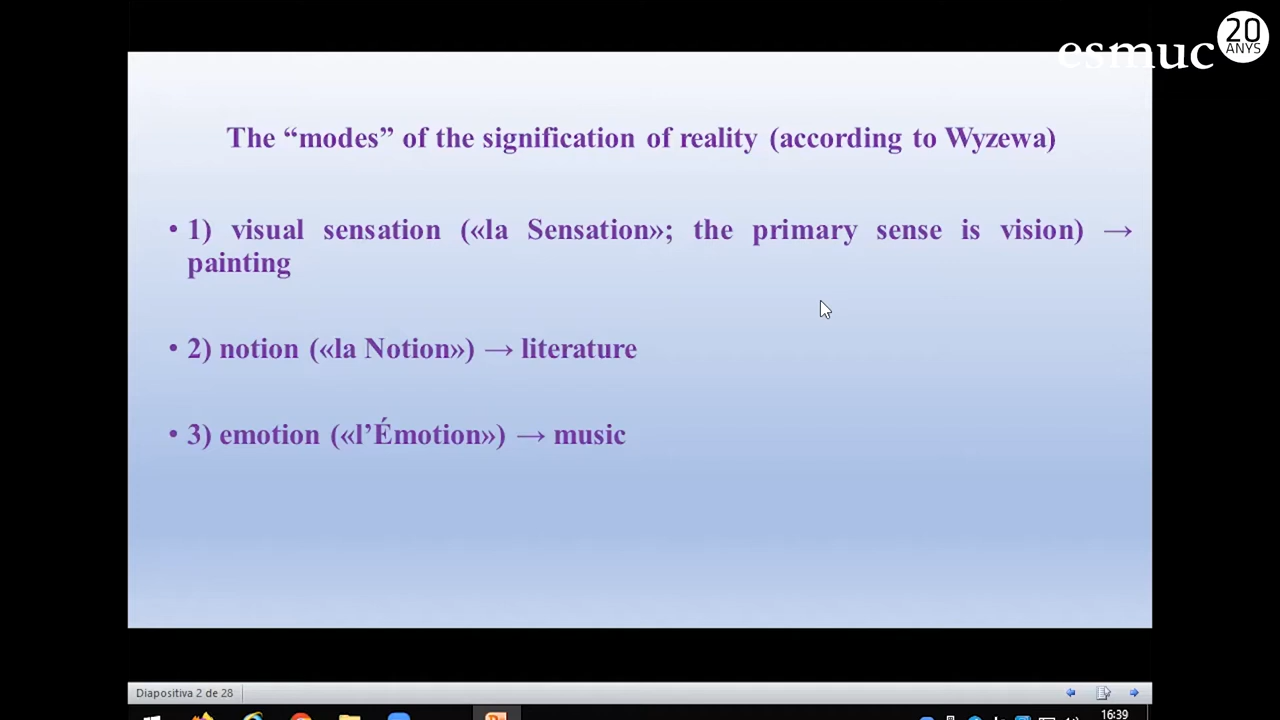 20
ANYS
esmuc
The “modes” of the signification of reality (according to Wyzewa)
• 1) visual sensation («la Sensation»; the primary sense is vision) →
painting
• 2) notion («la Notion») → literature
• 3) emotion («l’Émotion») → music
Diapositiva 2 de 28
16:39